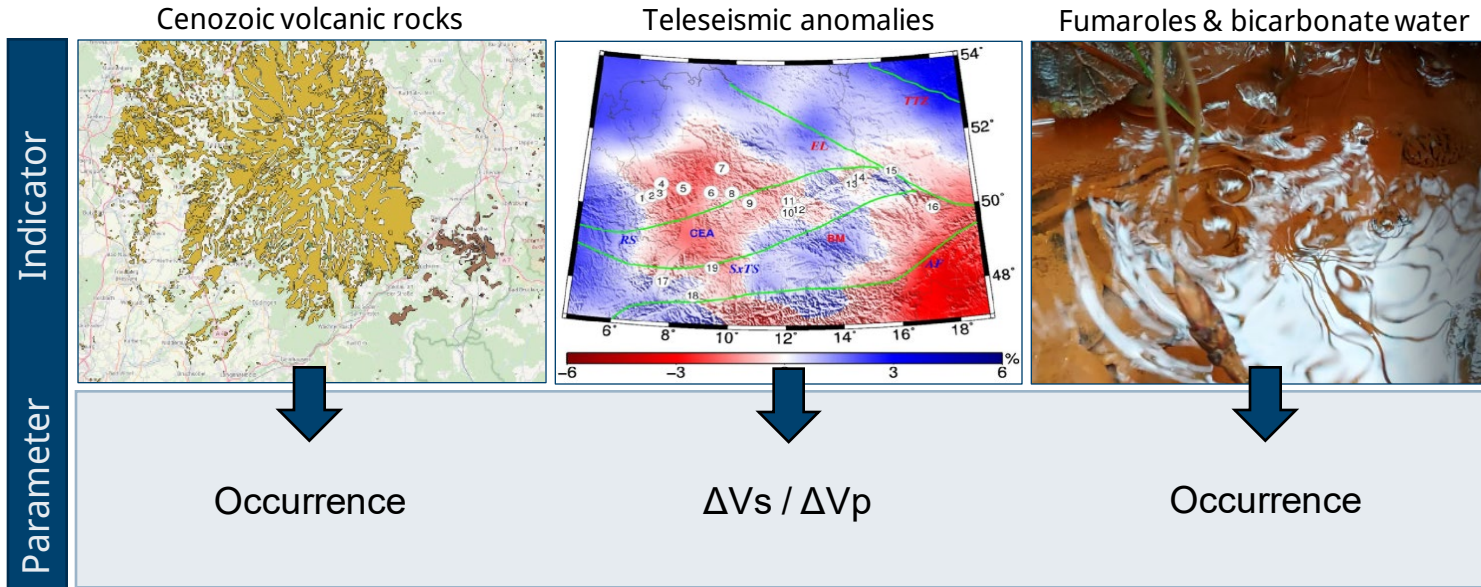 Cenozoic volcanic rocks
Teleseismic anomalies
Fumaroles & bicarbonate water
Indicator
54°
TTZ
52°
EL
7
15
14
13
4
5
3
1 2
6 8
50°
9
11
10 12
16
RS
CEA
BM
AF
19
SxTS
48°
17
18
6° 8° 10° 12° 14° 16° 18°
%
−6 −3 3 6
Parameter
Occurrence
ΔVs / ΔVp
Occurrence